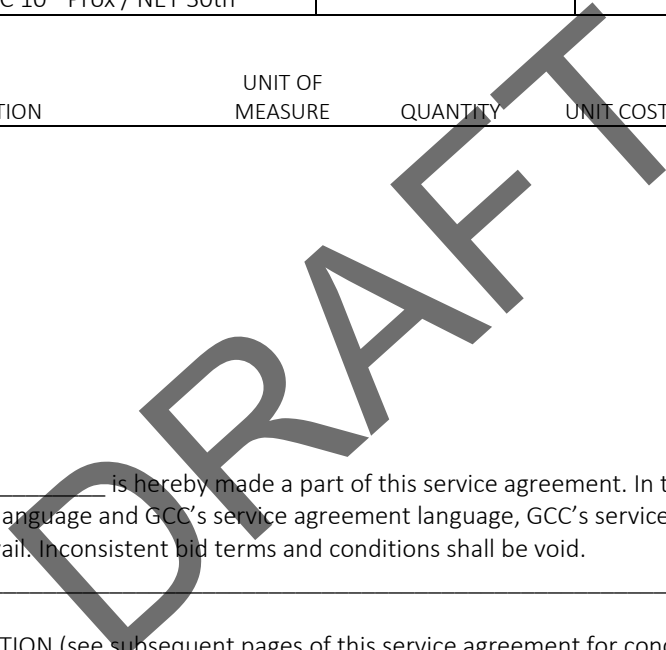 C 10 Prox / NET 30th
UNIT OF
TION MEASURE QUANTITY UNIT COST
is hereby made a part of this service agreement. In t
anguage and GCC's service agreement language, GCC's service
ail. Inconsistent bid terms and conditions shall be void.
TION (see subsequent pages of this service agreement for con
DRAFT